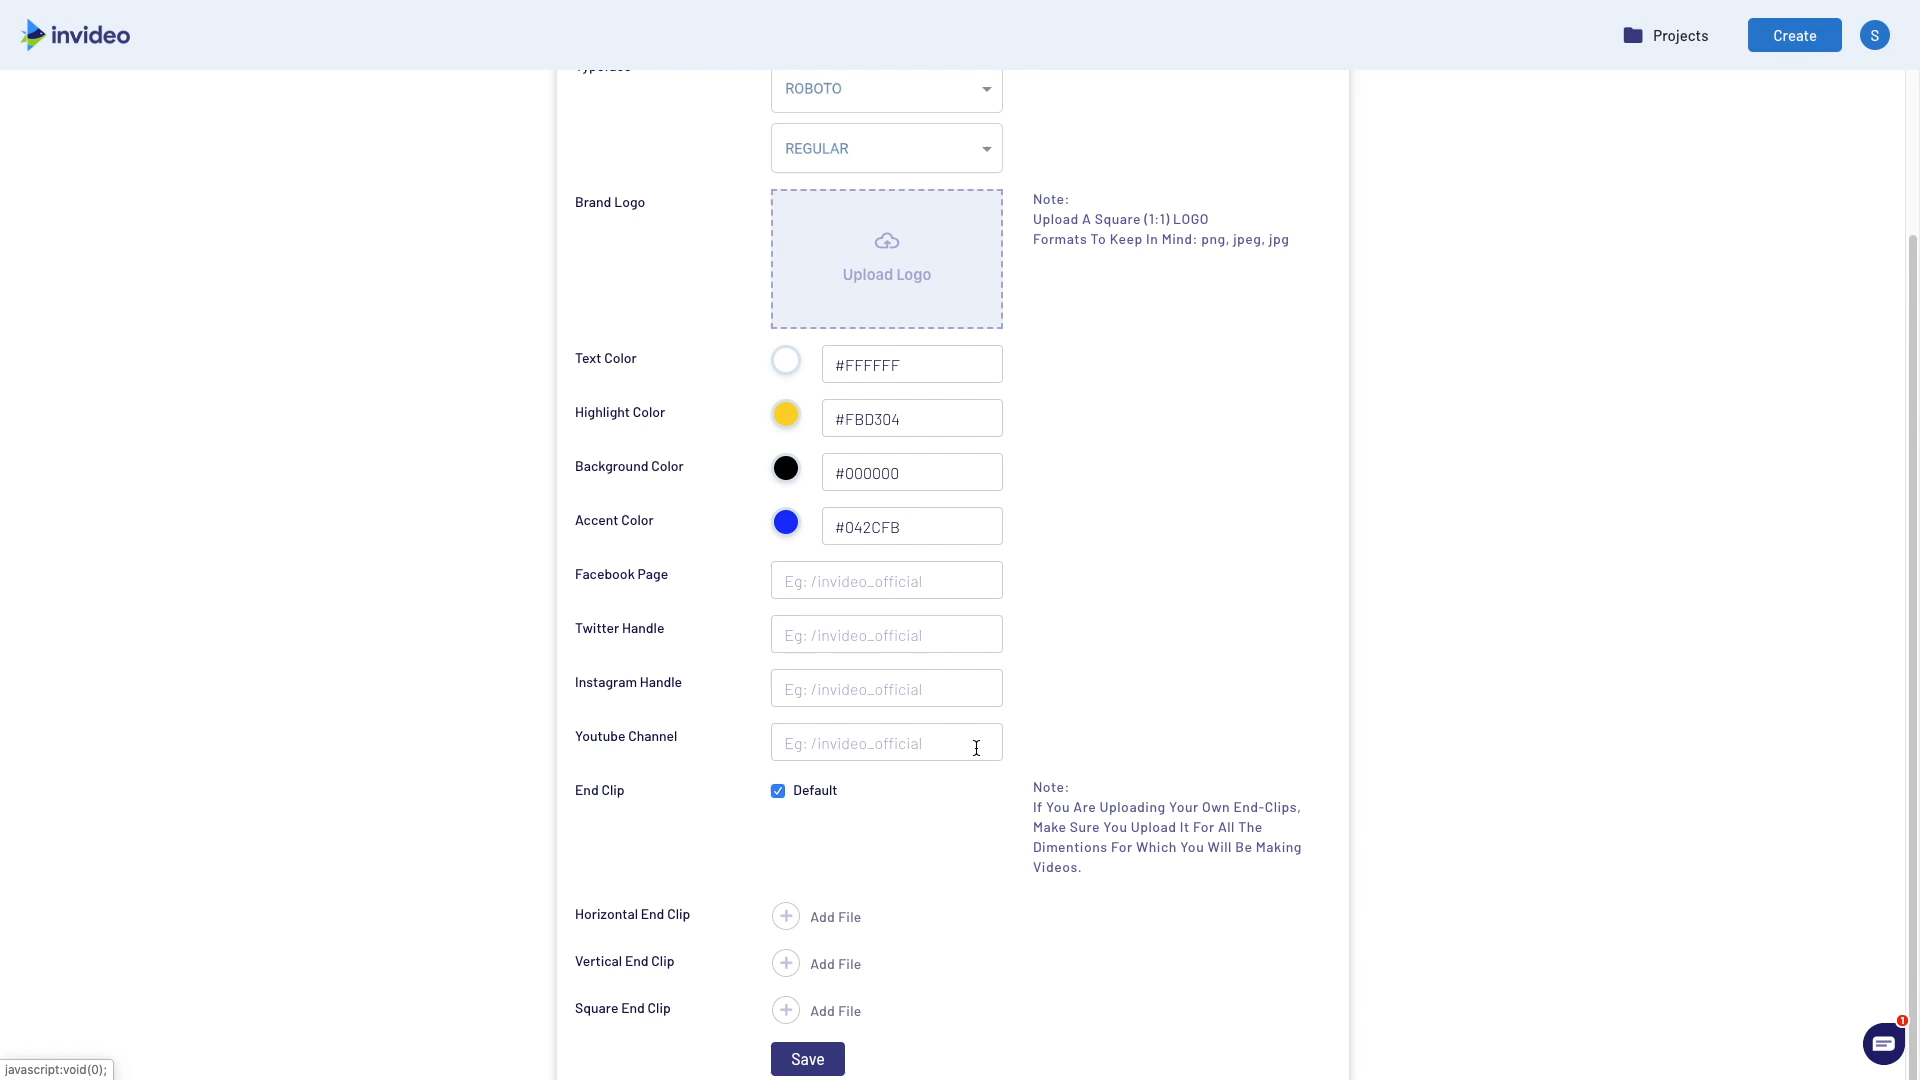 invideo
Projects
Create
S
ROBOTO
REGULAR
Brand Logo
Upload Logo
Note:
Upload A Square (1:1) LOGO
Formats To Keep In Mind: png, jpeg, jpg
Text Color
#FFFFFF
Highlight Color
#FBD304
Background Color
#000000
Accent Color
#042CFB
Facebook Page
Eg: /invideo_official
Twitter Handle
Eg: /invideo_official
Instagram Handle
Eg: /invideo_official
Youtube Channel
Eg: /invideo_official
End Clip
Default
Note:
If You Are Uploading Your Own End-Clips,
Make Sure You Upload It For All The
Dimentions For Which You Will Be Making
Videos.
Horizontal End Clip
Add File
Vertical End Clip
Add File
Square End Clip
Add File
Save
1
javascript:void(0);